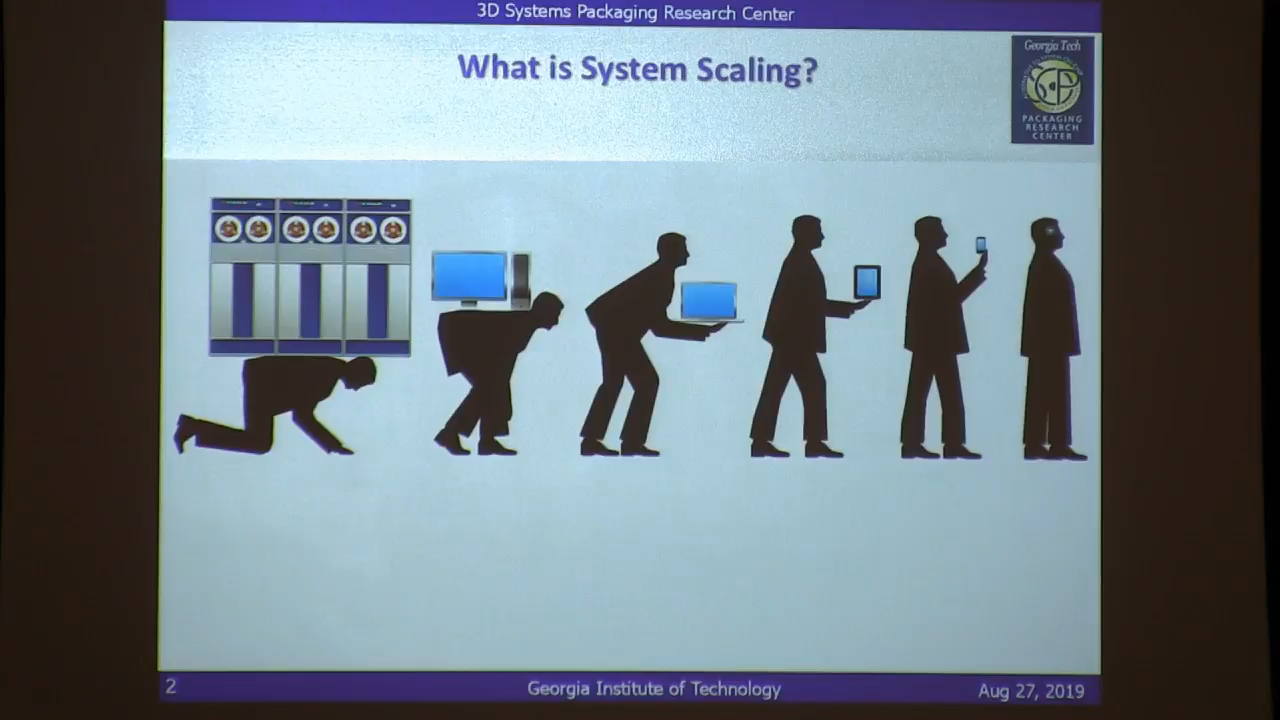 3D Systems Packaging Research Center
What is System Scaling?
Georgia Tech
PACKAGING
RESEARCH
CENTER
2
Georgia Institute of Technology
Aug 27, 2019